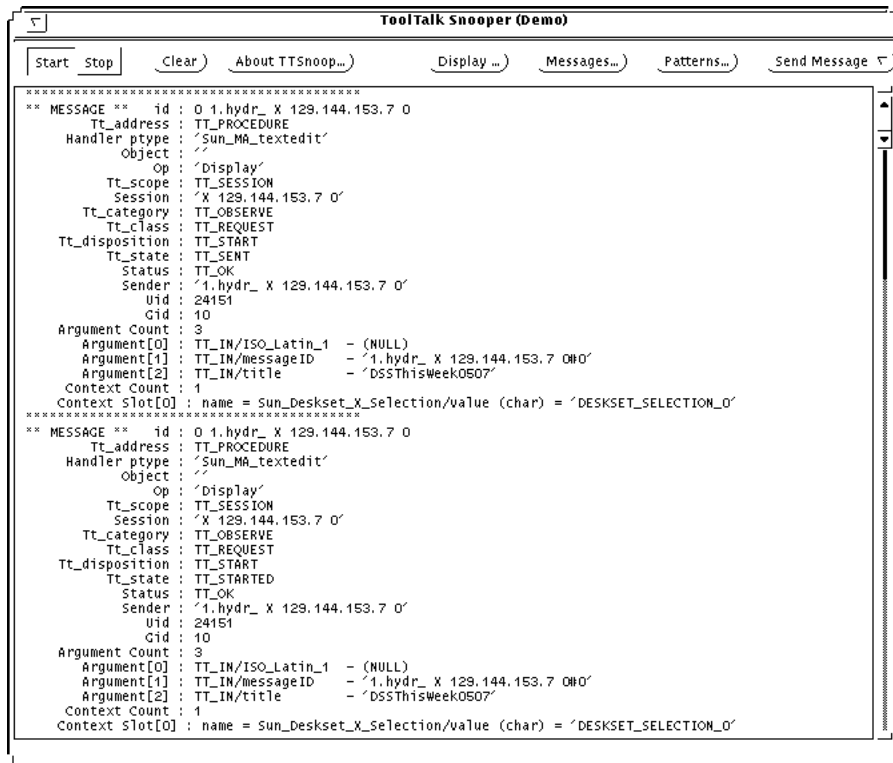 ToolTalk Snooper (Demo)
Start Stop Clear About TTSnoop... Display ... Messages... Patterns... Send Message
******************************************
** MESSAGE **   id : 0 1.hydr_ X 129.144.153.7 0
Tt_address : TT_PROCEDURE
Handler ptype : ′Sun_MA_textedit′
Object : ′′
Op : ′Display′
Tt_scope : TT_SESSION
Session : ′X 129.144.153.7 0′
Tt_category : TT_OBSERVE
Tt_class : TT_REQUEST
Tt_disposition : TT_START
Tt_state : TT_SENT
Status : TT_OK
Sender : ′1.hydr_ X 129.144.153.7 0′
Uid : 24151
Gid : 10
Argument Count : 3
Argument[0] : TT_IN/ISO_Latin_1  - (NULL)
Argument[1] : TT_IN/messageID    - ′1.hydr_ X 129.144.153.7 0#0′
Argument[2] : TT_IN/title        - ′DSSThisWeek0507′
Context Count : 1
Context Slot[0] : name = Sun_Deskset_X_Selection/value (char) = ′DESKSET_SELECTION_0′
******************************************
** MESSAGE **   id : 0 1.hydr_ X 129.144.153.7 0
Tt_address : TT_PROCEDURE
Handler ptype : ′Sun_MA_textedit′
Object : ′′
Op : ′Display′
Tt_scope : TT_SESSION
Session : ′X 129.144.153.7 0′
Tt_category : TT_OBSERVE
Tt_class : TT_REQUEST
Tt_disposition : TT_START
Tt_state : TT_STARTED
Status : TT_OK
Sender : ′1.hydr_ X 129.144.153.7 0′
Uid : 24151
Gid : 10
Argument Count : 3
Argument[0] : TT_IN/ISO_Latin_1  - (NULL)
Argument[1] : TT_IN/messageID    - ′1.hydr_ X 129.144.153.7 0#0′
Argument[2] : TT_IN/title        - ′DSSThisWeek0507′
Context Count : 1
Context Slot[0] : name = Sun_Deskset_X_Selection/value (char) = ′DESKSET_SELECTION_0′